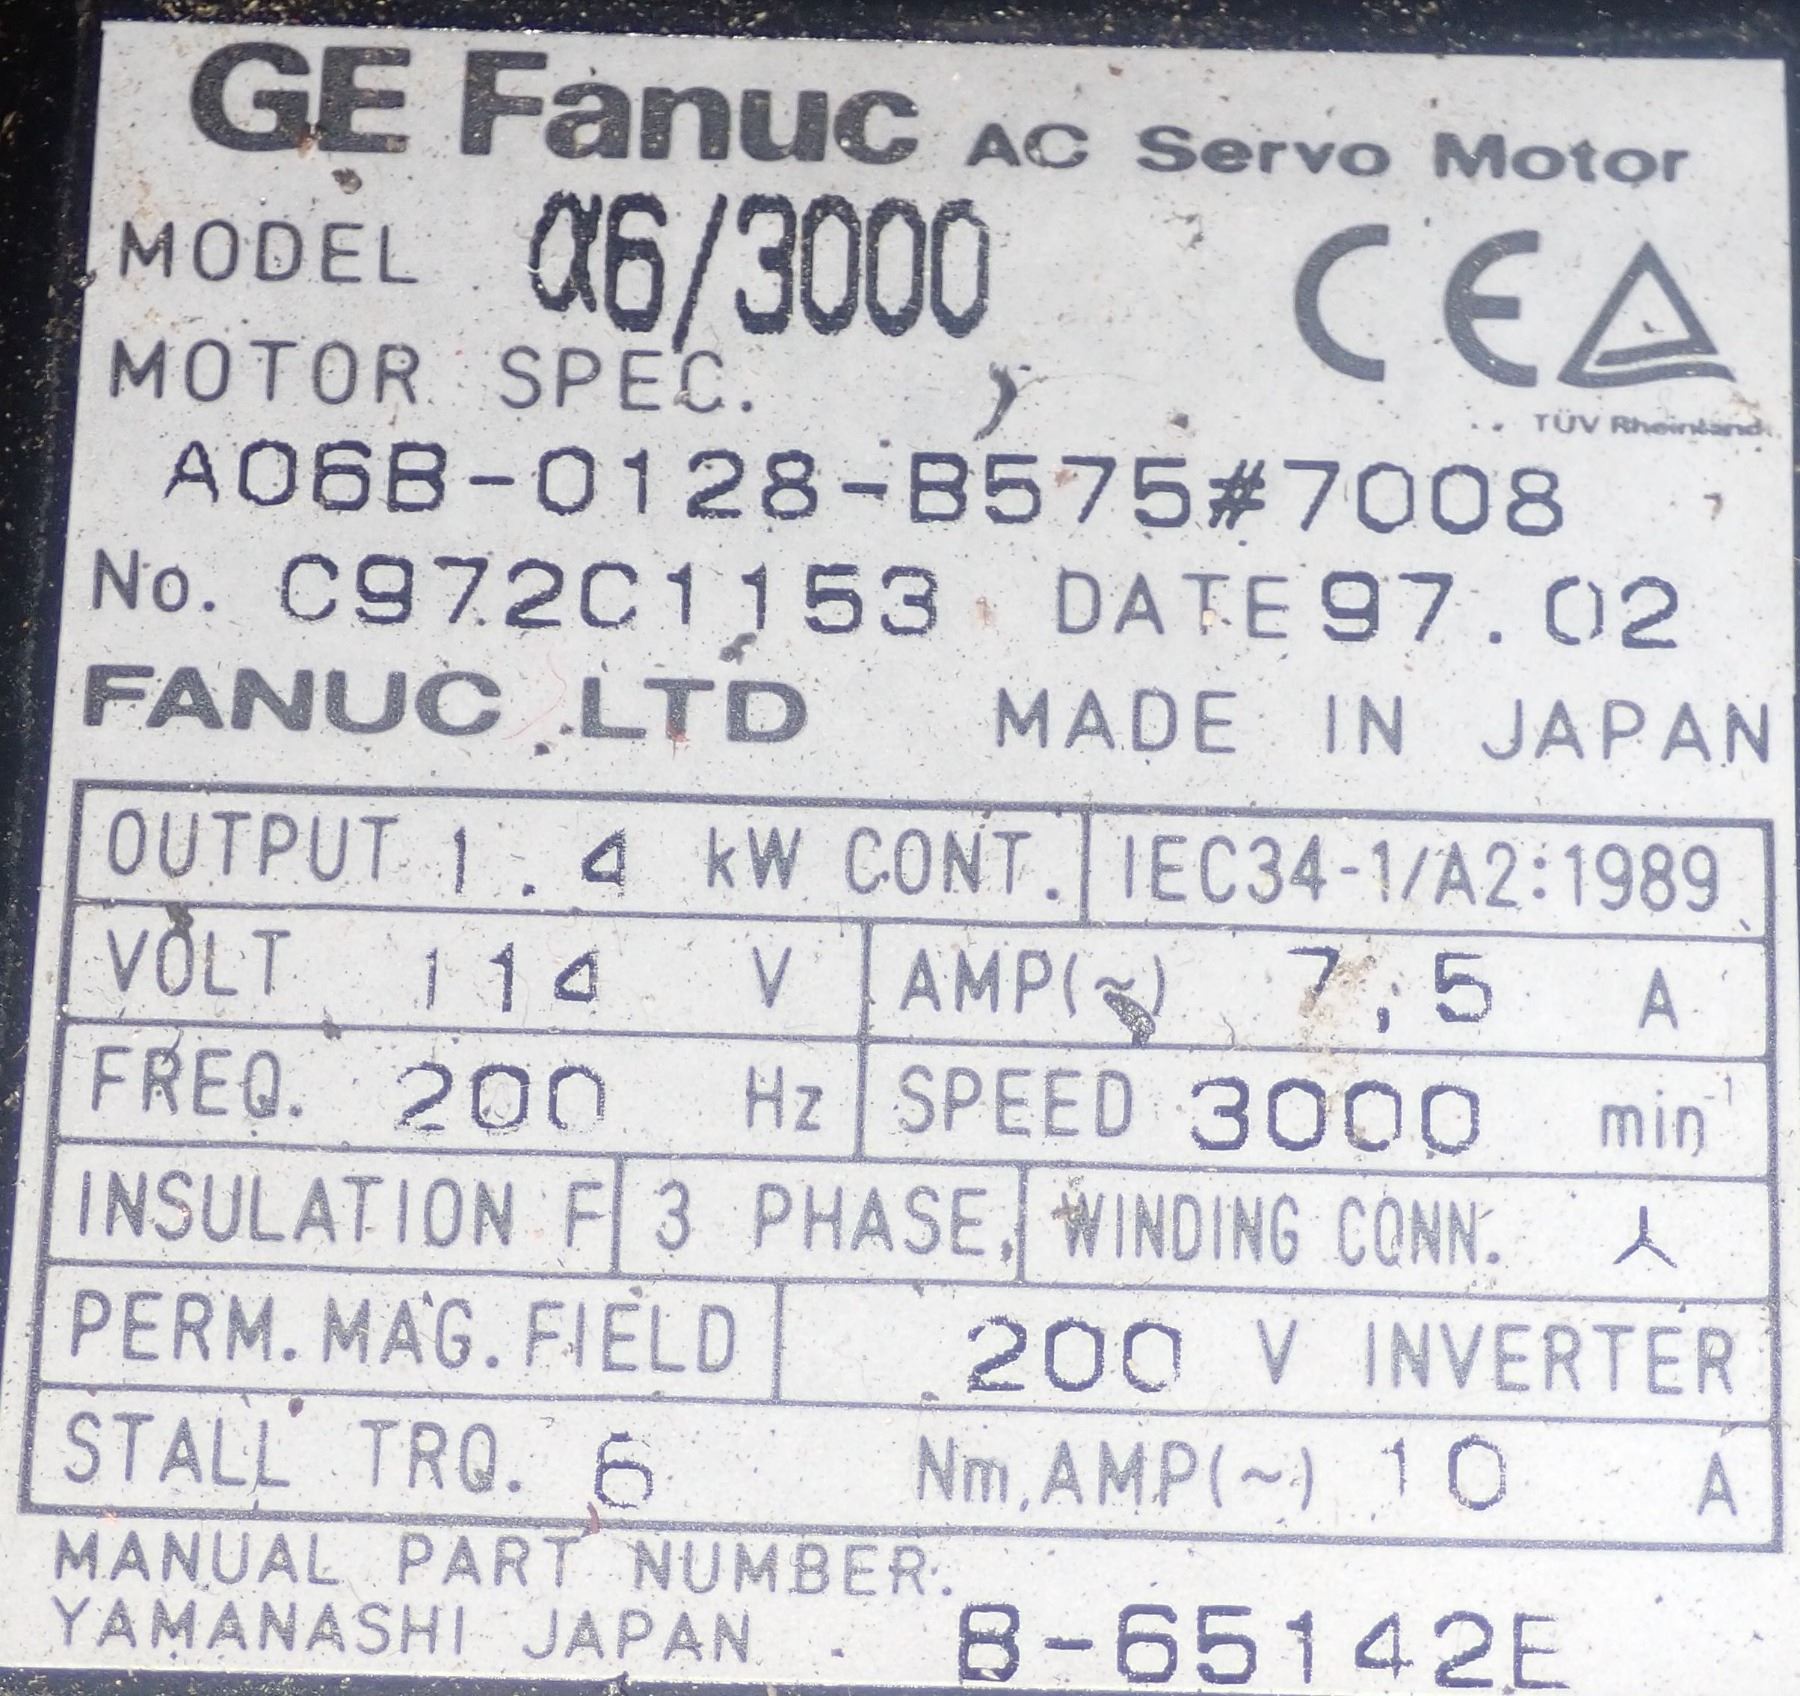 GE Fanuc AC Servo Motor
MODEL α6/3000
CE
MOTOR SPEC.
TÜV Rheinland
A06B-0128-B575#7008
No. C972C1153 DATE 97.02
FANUC LTD MADE IN JAPAN
OUTPUT 1.4 kW CONT. IEC34-1/A2:1989
VOLT 114 V AMP(~) 7.5 A
FREQ. 200 Hz SPEED 3000 min⁻¹
INSULATION F 3 PHASE. WINDING CONN. 人
PERM. MAG. FIELD 200 V INVERTER
STALL TRQ. 6 Nm, AMP(~) 10 A
MANUAL PART NUMBER.
YAMANASHI JAPAN B-65142E